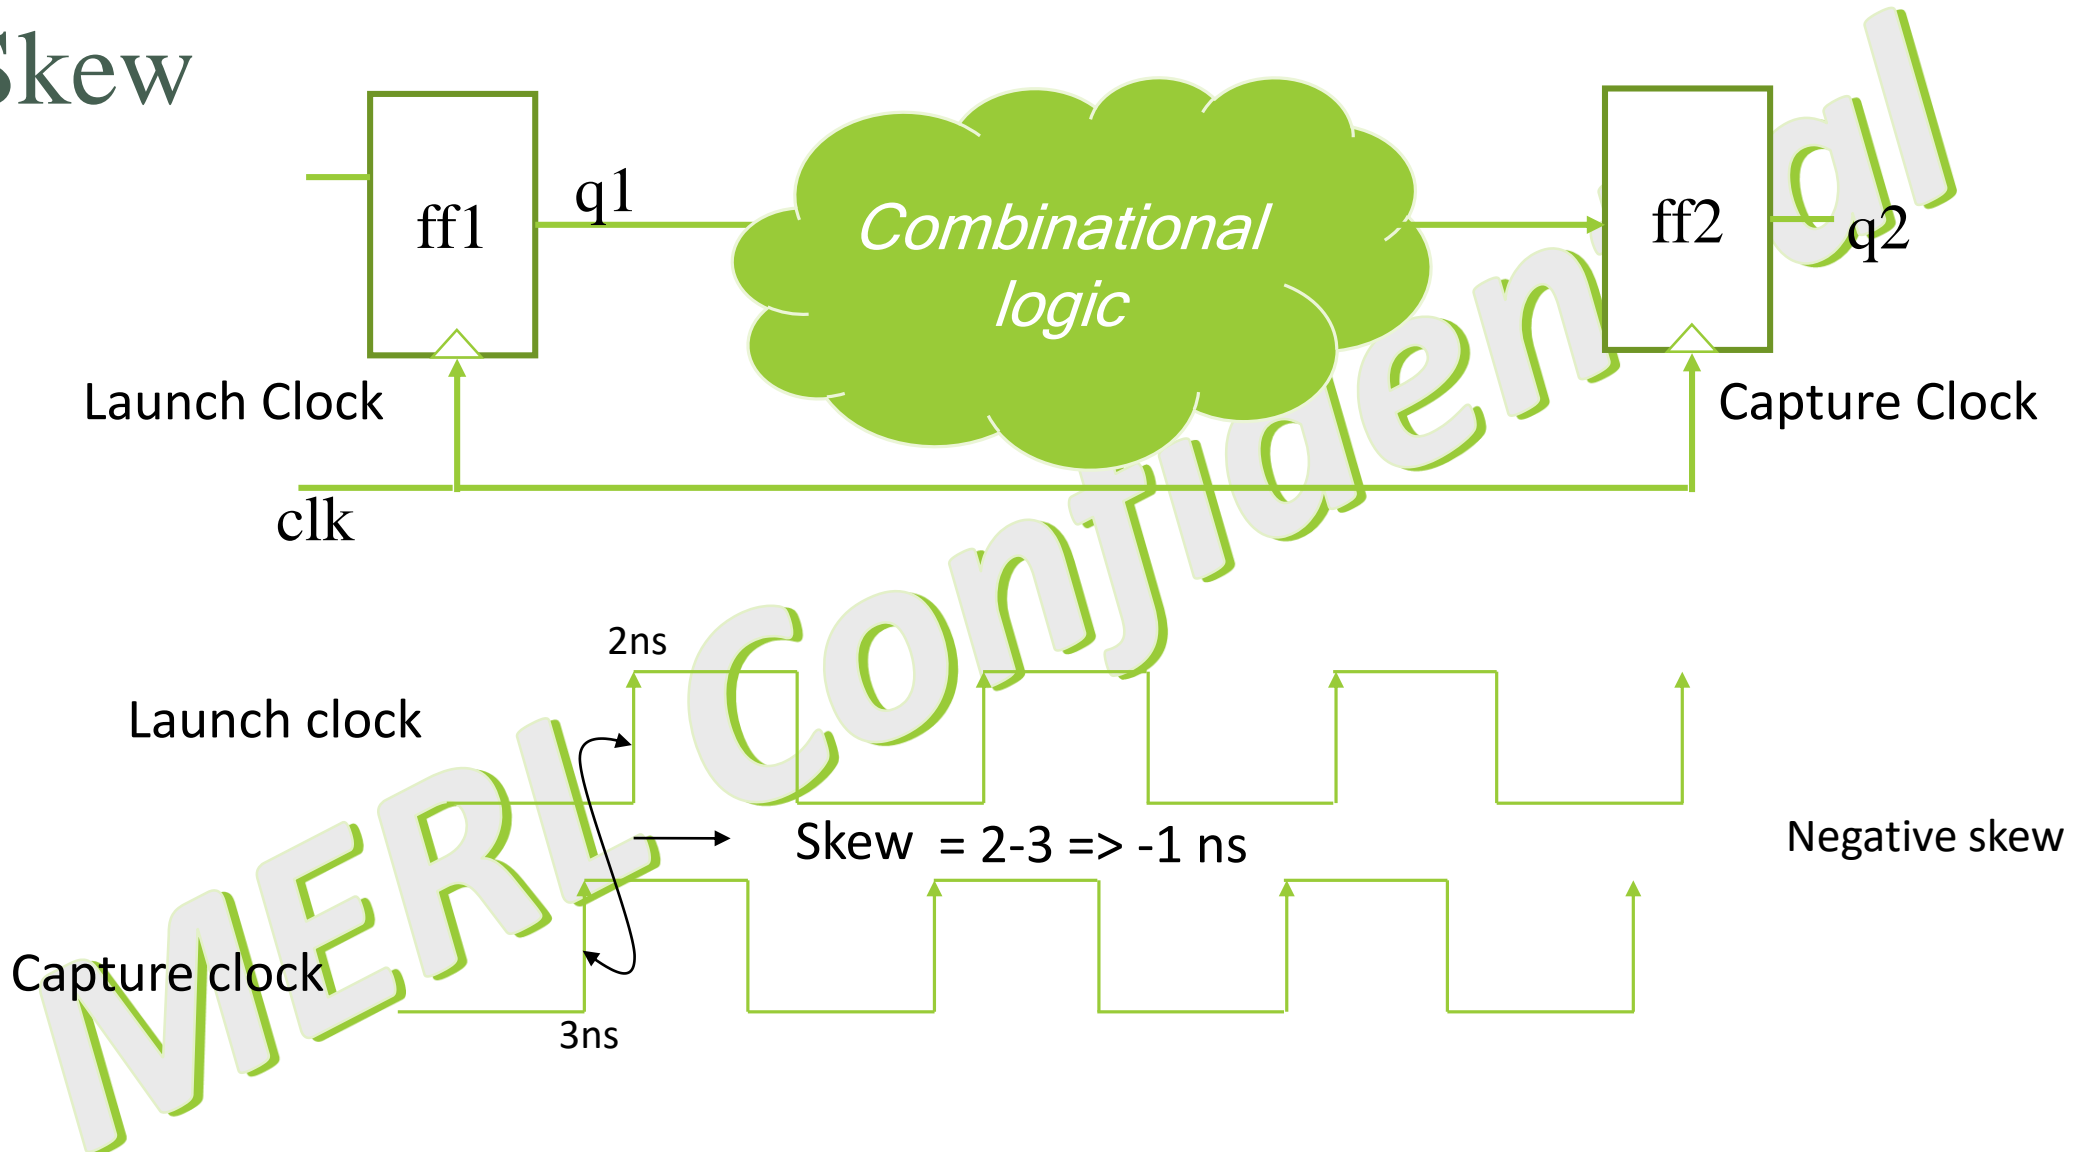 Skew
q1
ff1
Combinational
logic
ff2
q2
Launch Clock
Capture Clock
clk
2ns
Launch clock
Skew = 2-3 => -1 ns
Negative skew
Capture clock
3ns
MERL Confidential